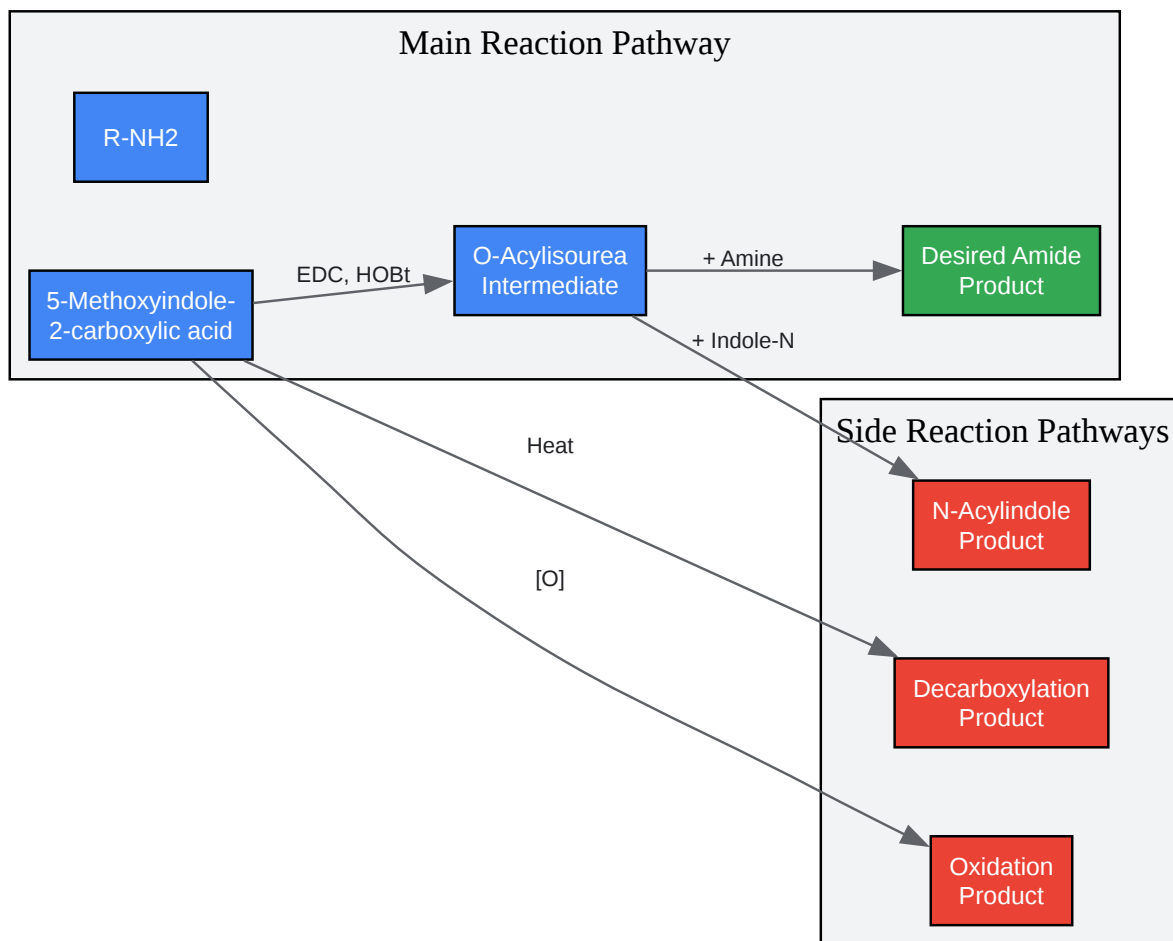 Main Reaction Pathway
R-NH2
5-Methoxyindole-
2-carboxylic acid
EDC, HOBt
O-Acylisourea
Intermediate
+ Amine
Desired Amide
Product
+ Indole-N
Side Reaction Pathways
Heat
N-Acylindole
Product
[O]
Decarboxylation
Product
Oxidation
Product